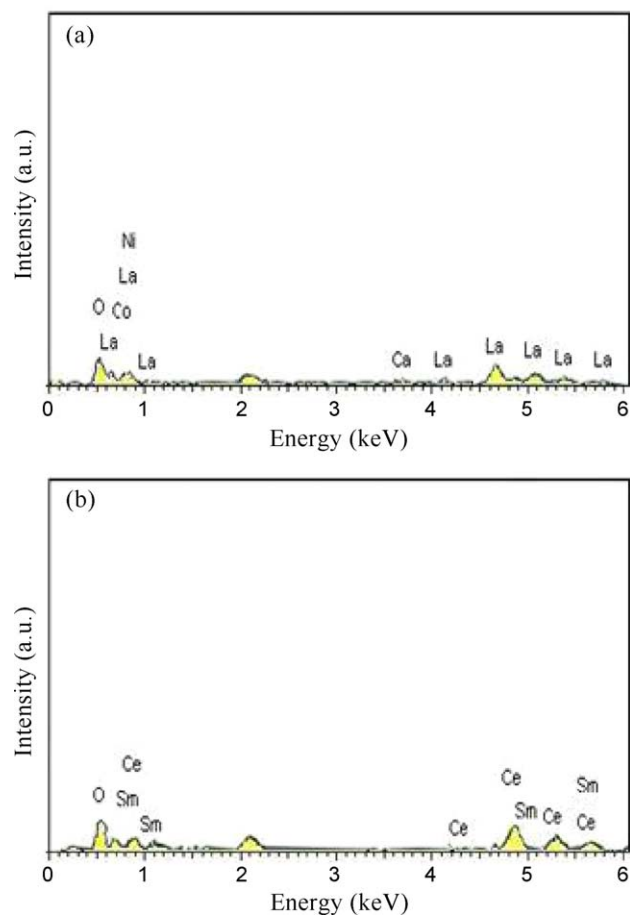 (a)
Intensity (a.u.)
Ni
La
O Co
La
La
Ca La La La La La
0 1 2 3 4 5 6
Energy (keV)
(b)
Intensity (a.u.)
Ce
O
Sm
Sm
Ce
Ce
Sm
Sm
Ce
Ce
0 1 2 3 4 5 6
Energy (keV)